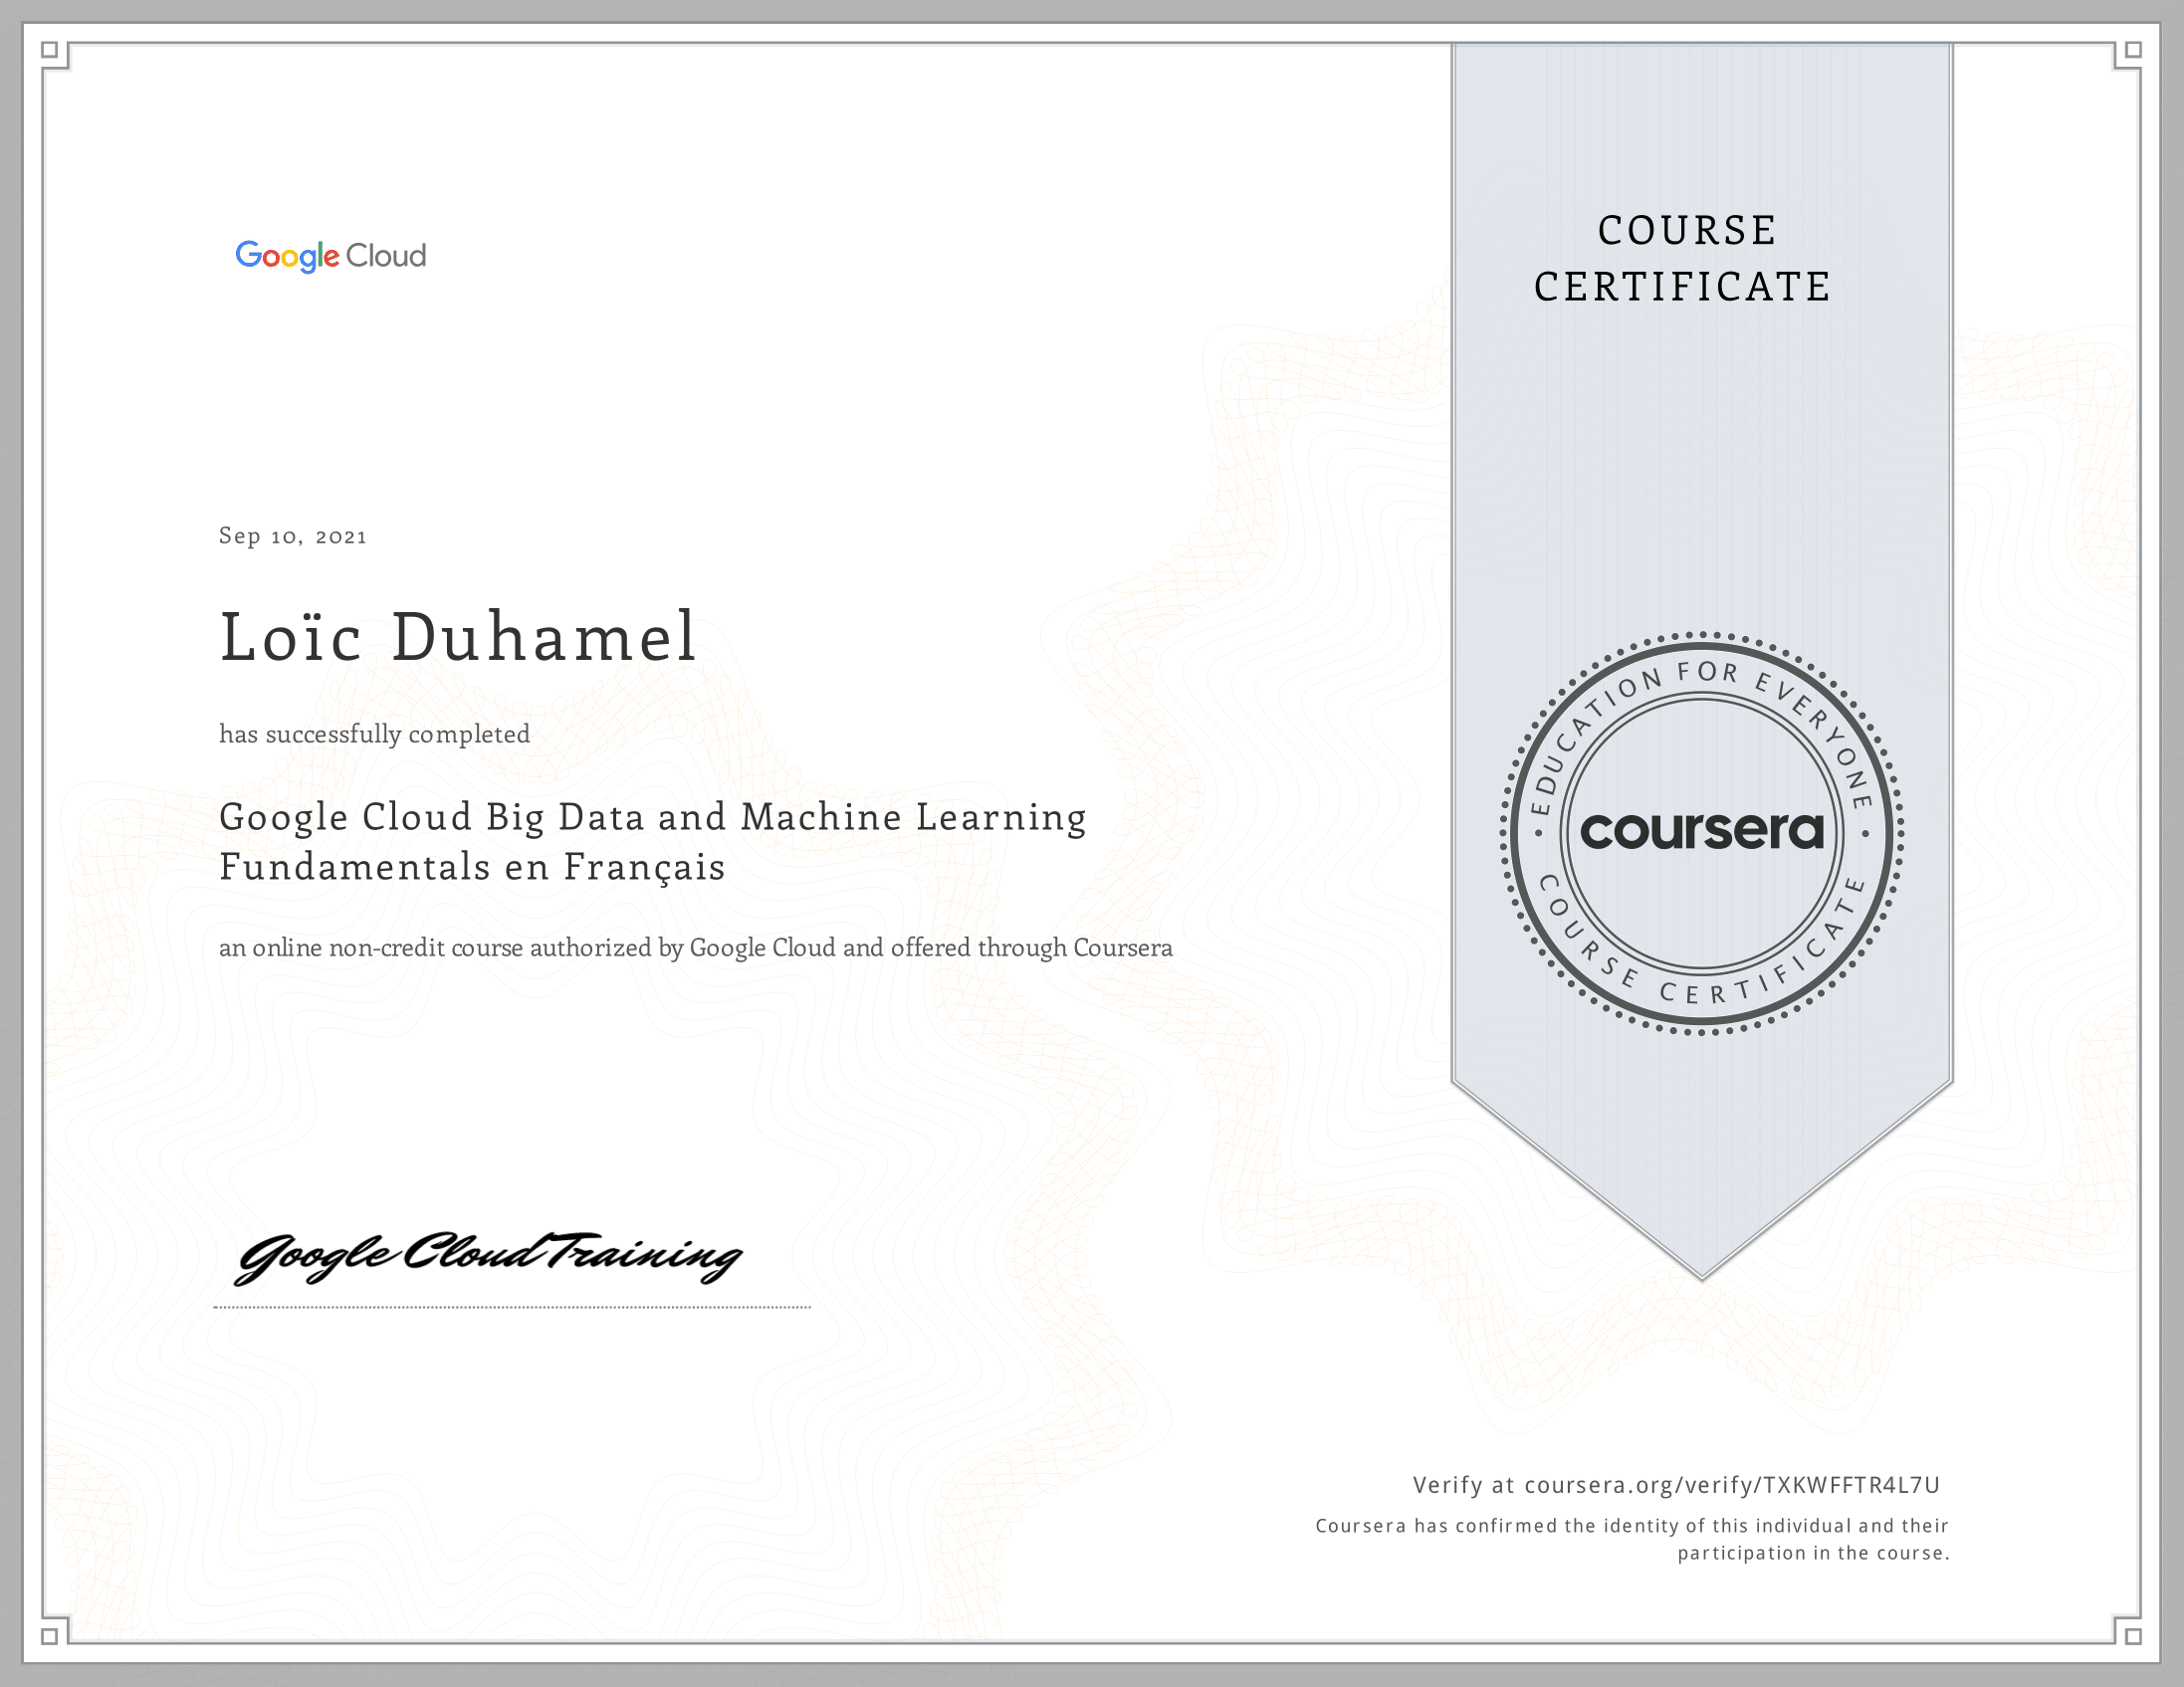 Google Cloud
COURSE
CERTIFICATE
Sep 10, 2021
Loïc Duhamel
has successfully completed
Google Cloud Big Data and Machine Learning
Fundamentals en Français
an online non-credit course authorized by Google Cloud and offered through Coursera
• EDUCATION FOR EVERYONE •
coursera
COURSE CERTIFICATE
Google Cloud Training
Verify at coursera.org/verify/TXKWFFTR4L7U
Coursera has confirmed the identity of this individual and their
participation in the course.